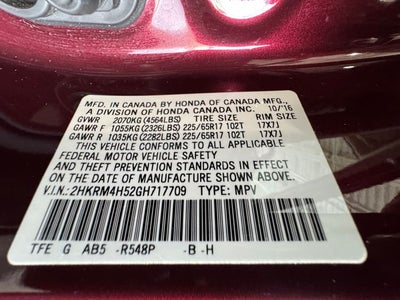 MFD. IN CANADA BY HONDA OF CANADA MFG.,
A DIVISION OF HONDA CANADA INC. 10/16
GVWR 2070KG (4564LBS) TIRE SIZE RIM SIZE
GAWR F 1055KG (2326LBS) 225/65R17 102T 17X7J
GAWR R 1035KG (2282LBS) 225/65R17 102T 17X7J
THIS VEHICLE CONFORMS TO ALL APPLICABLE
FEDERAL MOTOR VEHICLE SAFETY
AND THEFT PREVENTION STANDARDS IN EFFECT
ON THE DATE OF MANUFACTURE SHOWN ABOVE.
V.I.N.: 2HKRM4H52GH717709 TYPE: MPV
TFE G AB5 -R548P -B -H